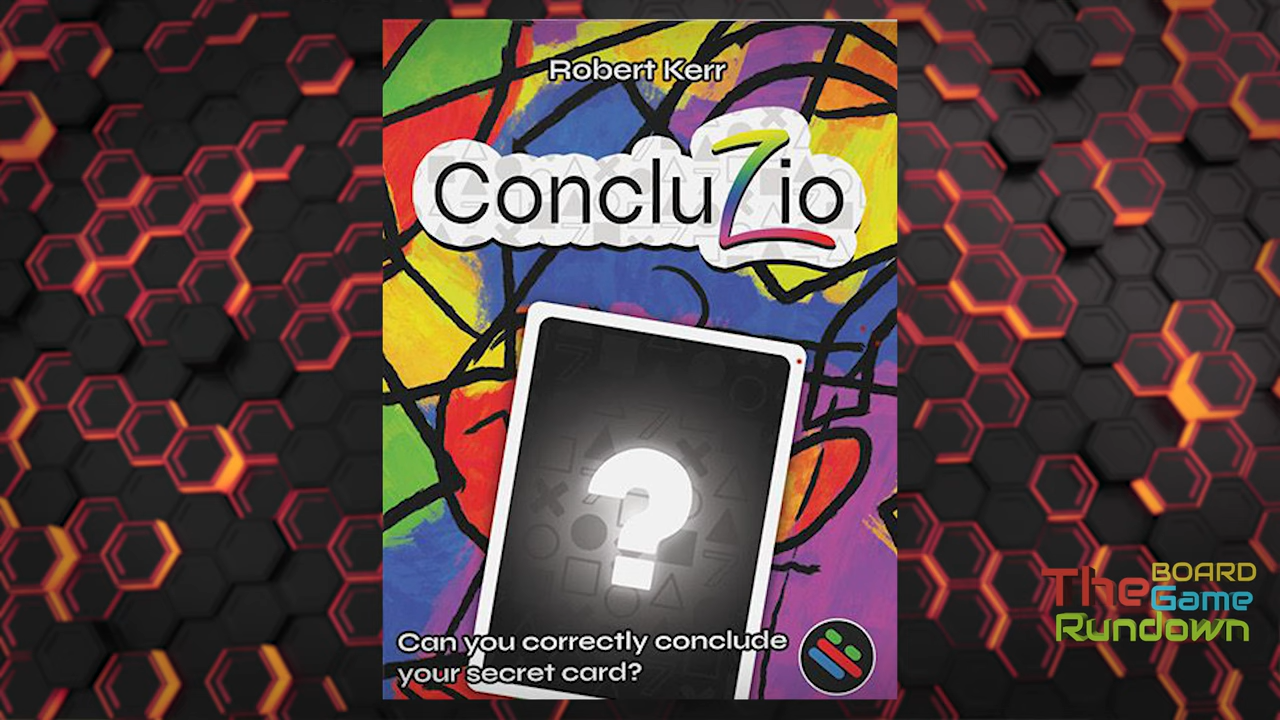 Robert Kerr
ConcluZio
?
Can you correctly conclude
your secret card?
The BOARD
Game
Rundown